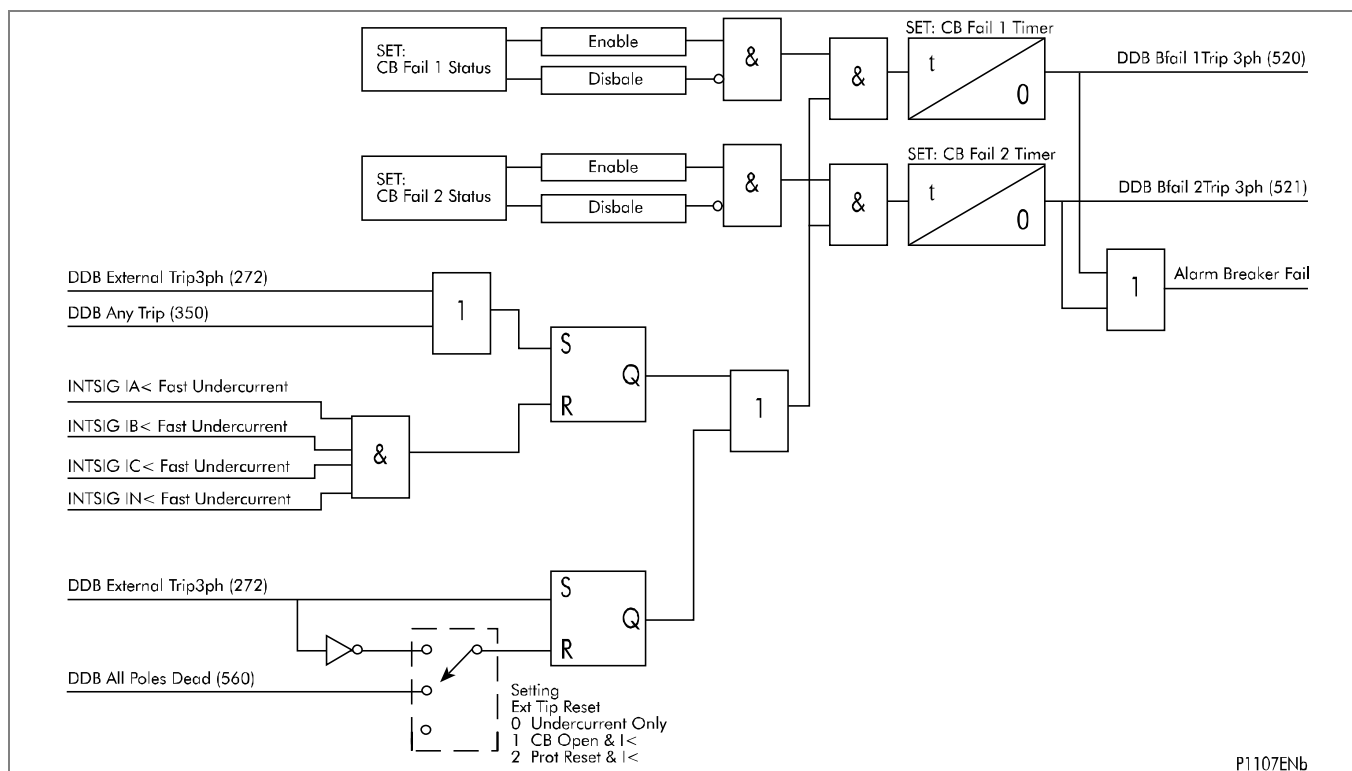 SET: CB Fail 1 Timer
SET:
CB Fail 1 Status
Enable
Disbale
&
&
t
0
DDB Bfail 1Trip 3ph (520)
SET: CB Fail 2 Timer
SET:
CB Fail 2 Status
Enable
Disbale
&
&
t
0
DDB Bfail 2Trip 3ph (521)
1
Alarm Breaker Fail
DDB External Trip3ph (272)
DDB Any Trip (350)
1
S
Q
R
INTSIG IA< Fast Undercurrent
INTSIG IB< Fast Undercurrent
INTSIG IC< Fast Undercurrent
INTSIG IN< Fast Undercurrent
&
1
DDB External Trip3ph (272)
S
Q
R
DDB All Poles Dead (560)
Setting
Ext Tip Reset
0 Undercurrent Only
1 CB Open & I<
2 Prot Reset & I<
P1107ENb